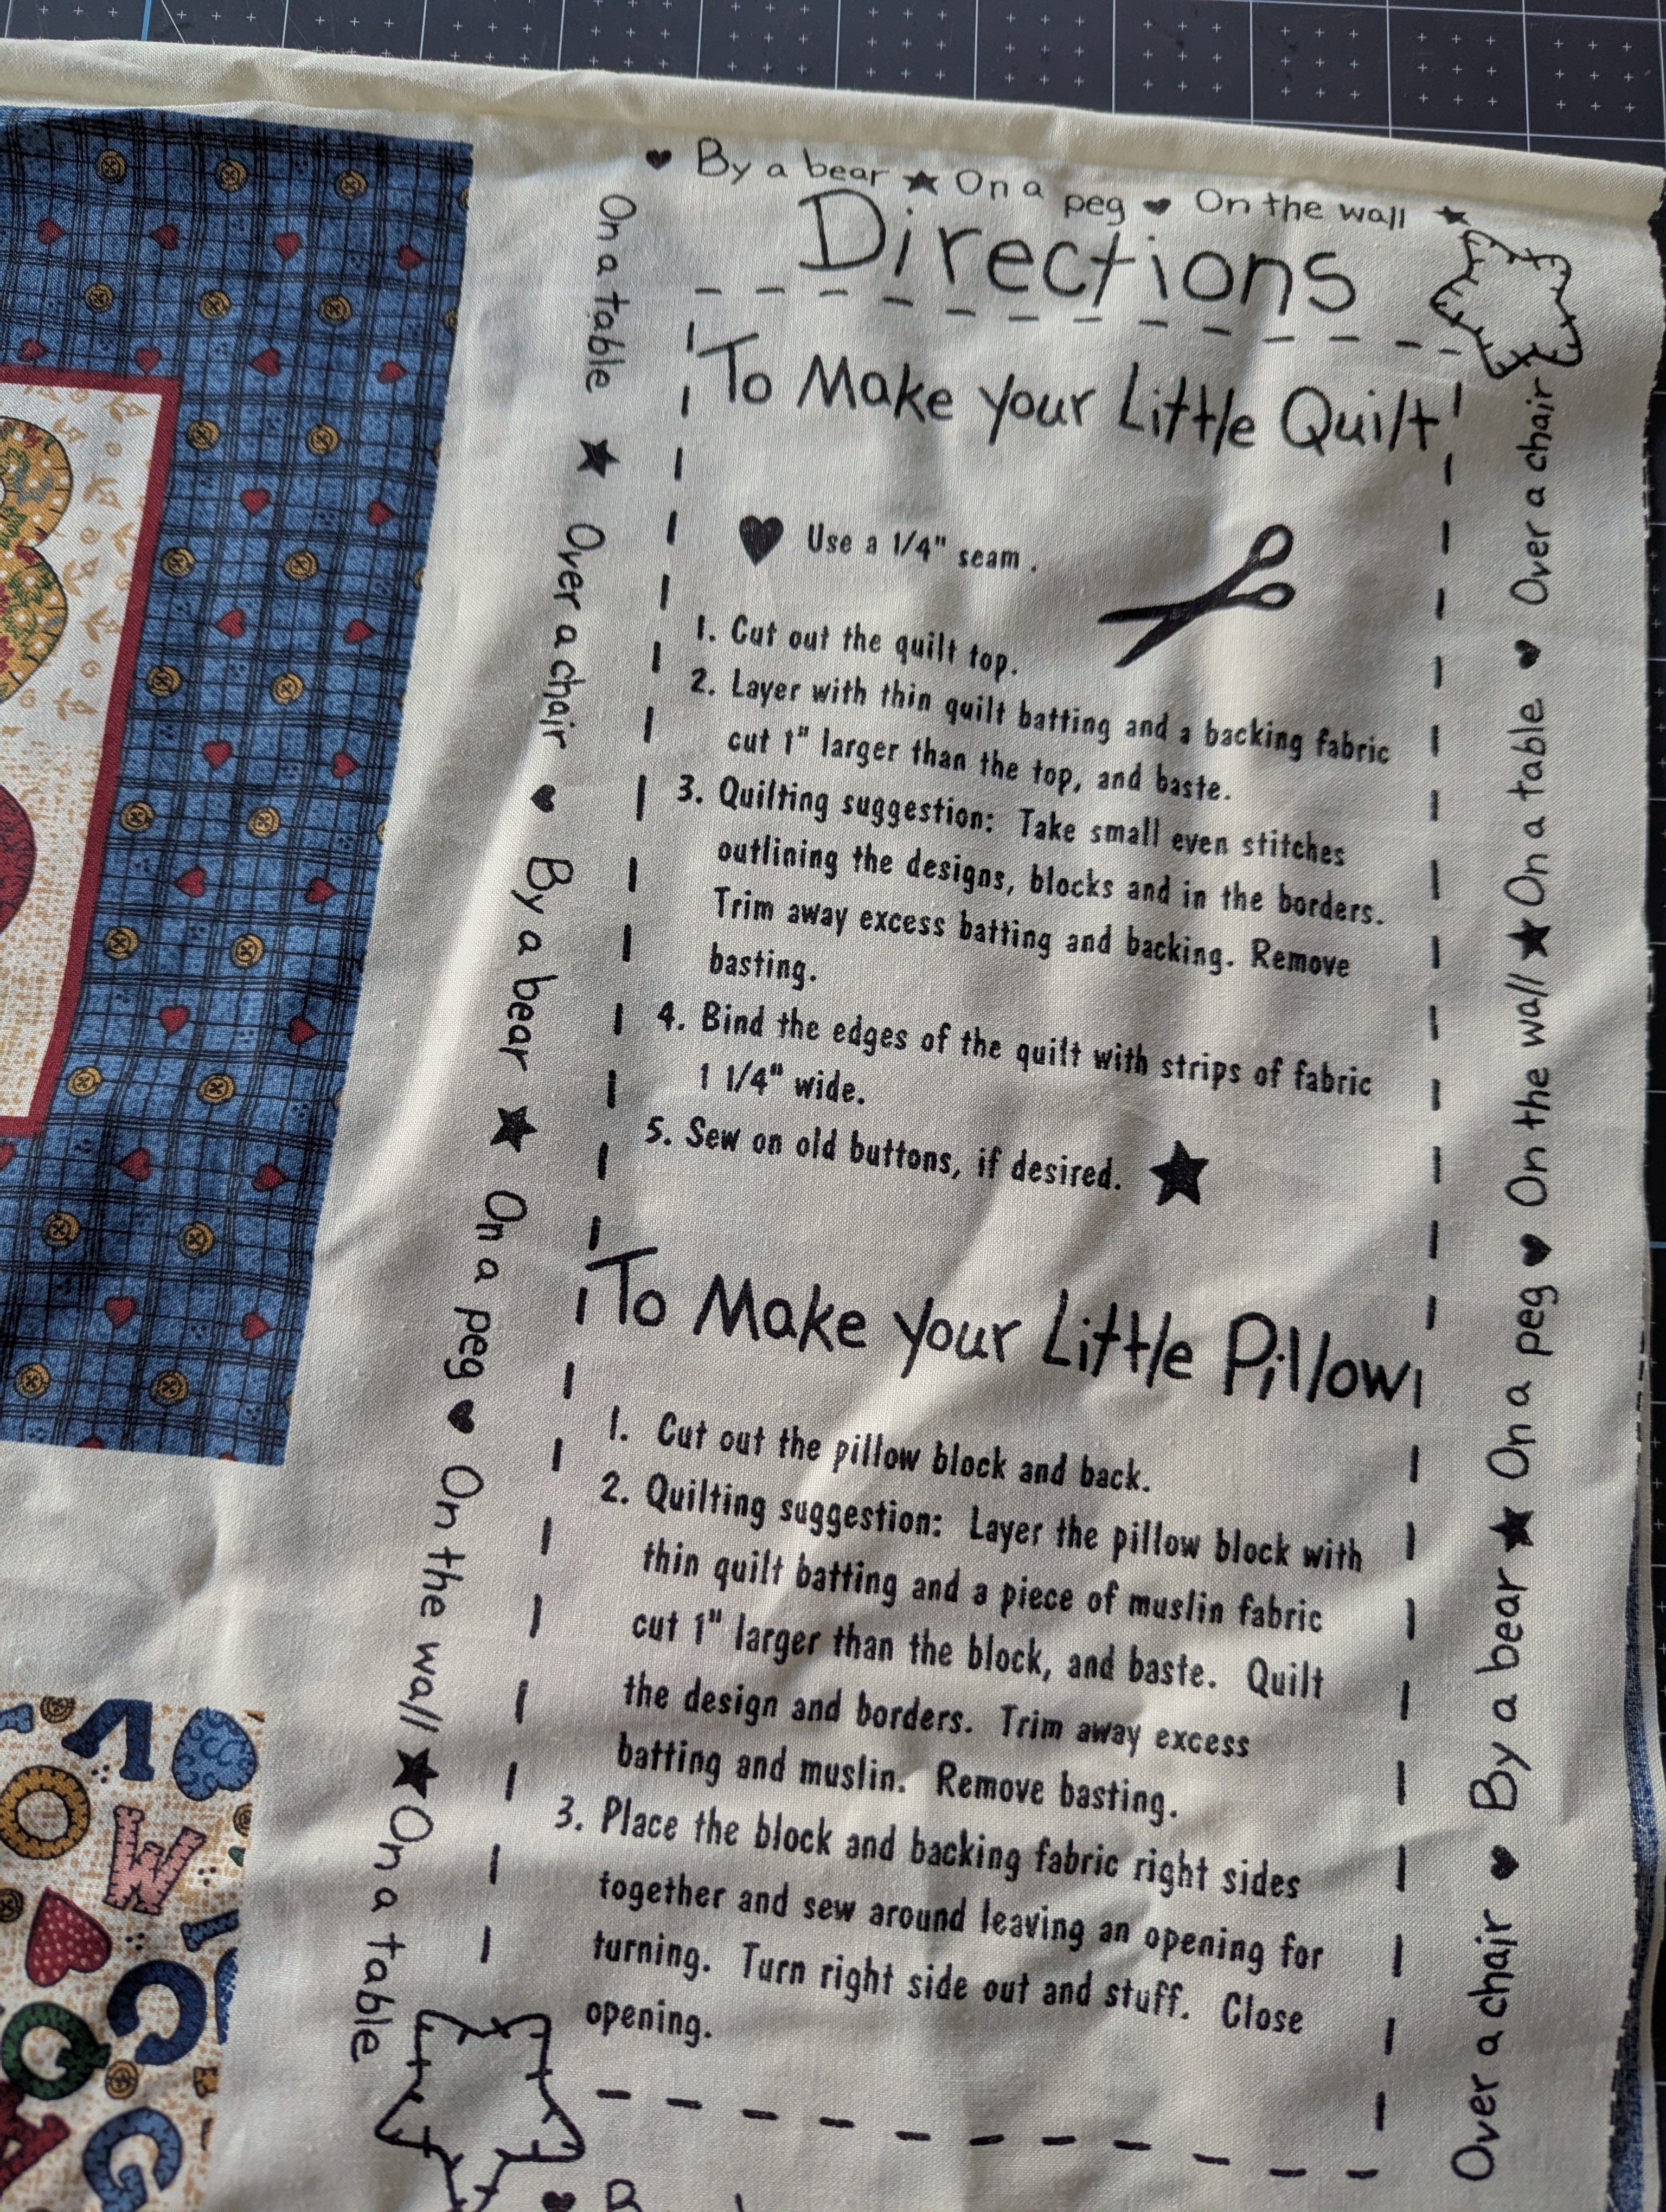 ♥ By a bear ★ On a peg ♥ On the wall ★
Directions
To Make your Little Quilt
♥ Use a 1/4" seam.
1. Cut out the quilt top.
2. Layer with thin quilt batting and a backing fabric
cut 1" larger than the top, and baste.
3. Quilting suggestion: Take small even stitches
outlining the designs, blocks and in the borders.
Trim away excess batting and backing. Remove
basting.
4. Bind the edges of the quilt with strips of fabric
1 1/4" wide.
5. Sew on old buttons, if desired. ★
To Make your Little Pillow
1. Cut out the pillow block and back.
2. Quilting suggestion: Layer the pillow block with
thin quilt batting and a piece of muslin fabric
cut 1" larger than the block, and baste. Quilt
the design and borders. Trim away excess
batting and muslin. Remove basting.
3. Place the block and backing fabric right sides
together and sew around leaving an opening for
turning. Turn right side out and stuff. Close
opening.
On a table ★ Over a chair ♥ By a bear ★ On a peg ♥ On the wall ★ On a table
Over a chair ♥ By a bear ★ On a peg ♥ On the wall ★ On a table ♥ Over a chair
O
W
C
Q
G